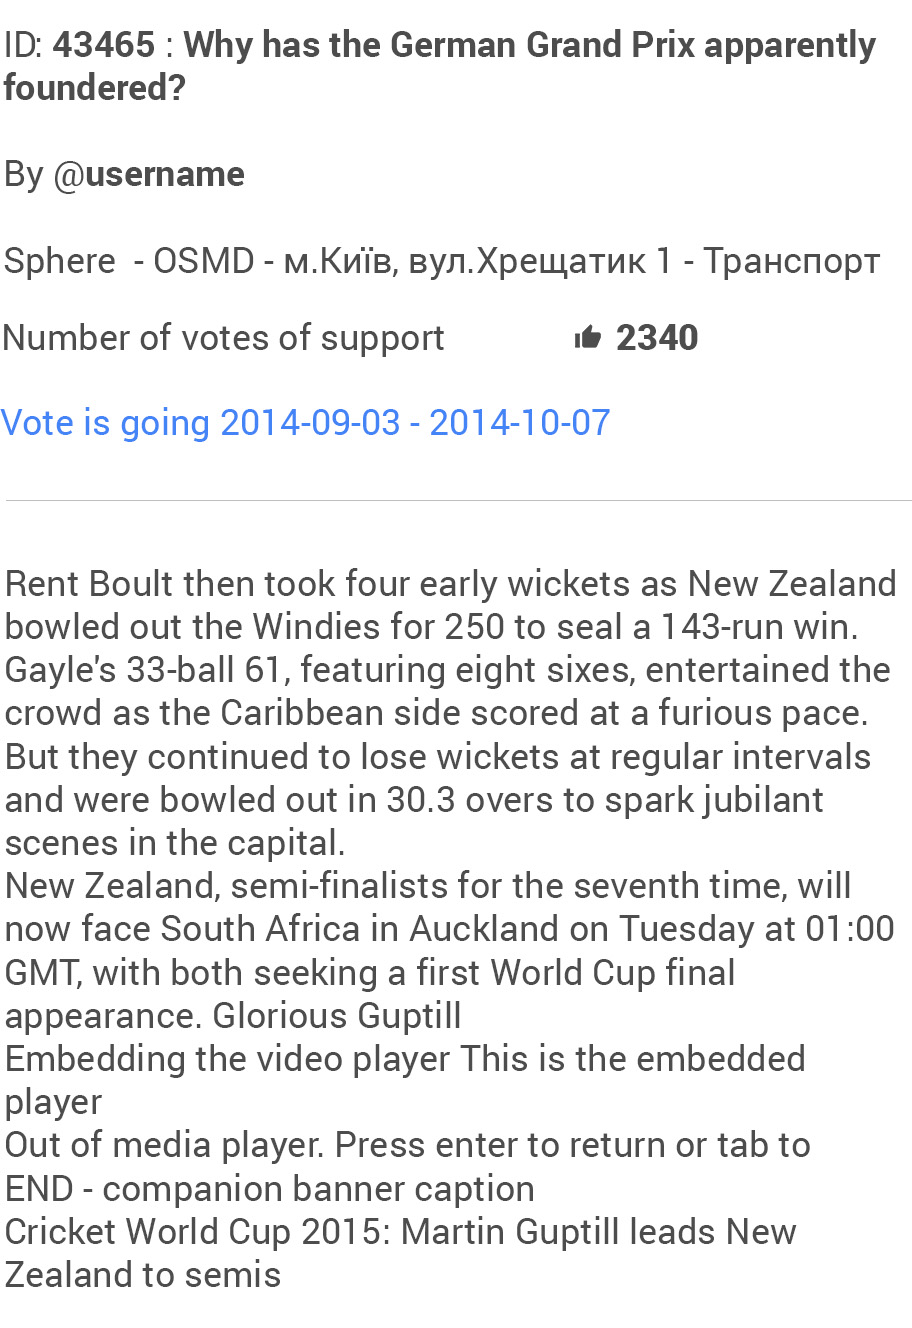 ID: 43465 : Why has the German Grand Prix apparently
foundered?
By @username
Sphere  - OSMD - м.Київ, вул.Хрещатик 1 - Транспорт
Number of votes of support 2340
Vote is going 2014-09-03 - 2014-10-07
Rent Boult then took four early wickets as New Zealand
bowled out the Windies for 250 to seal a 143-run win.
Gayle's 33-ball 61, featuring eight sixes, entertained the
crowd as the Caribbean side scored at a furious pace.
But they continued to lose wickets at regular intervals
and were bowled out in 30.3 overs to spark jubilant
scenes in the capital.
New Zealand, semi-finalists for the seventh time, will
now face South Africa in Auckland on Tuesday at 01:00
GMT, with both seeking a first World Cup final
appearance. Glorious Guptill
Embedding the video player This is the embedded
player
Out of media player. Press enter to return or tab to
END - companion banner caption
Cricket World Cup 2015: Martin Guptill leads New
Zealand to semis